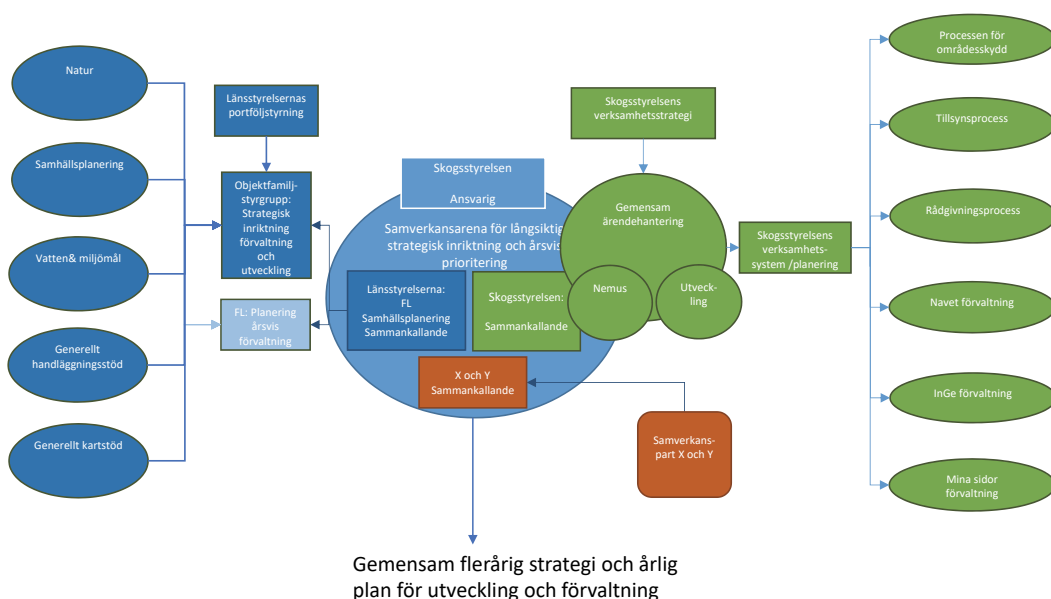 Natur
Samhällsplanering
Vatten& miljömål
Generellt
handläggningsstöd
Generellt kartstöd
Länsstyrelsernas
portföljstyrning
Objektfamilj-
styrgrupp:
Strategisk
inriktning
förvaltning
och
utveckling
FL: Planering
årsvis
förvaltning
Skogsstyrelsen
Ansvarig
Samverkansarena för långsiktig
strategisk inriktning och årsvis
prioritering
Länsstyrelserna:
FL
Samhällsplanering
Sammankallande
Skogsstyrelsen:
Sammankallande
X och Y
Sammankallande
Samverkans-
part X och Y
Skogsstyrelsens
verksamhetsstrategi
Gemensam
ärendehantering
Nemus
Utveck-
ling
Skogsstyrelsens
verksamhets-
system /planering
Processen för
områdesskydd
Tillsynsprocess
Rådgivningsprocess
Navet förvaltning
InGe förvaltning
Mina sidor
förvaltning
Gemensam flerårig strategi och årlig
plan för utveckling och förvaltning